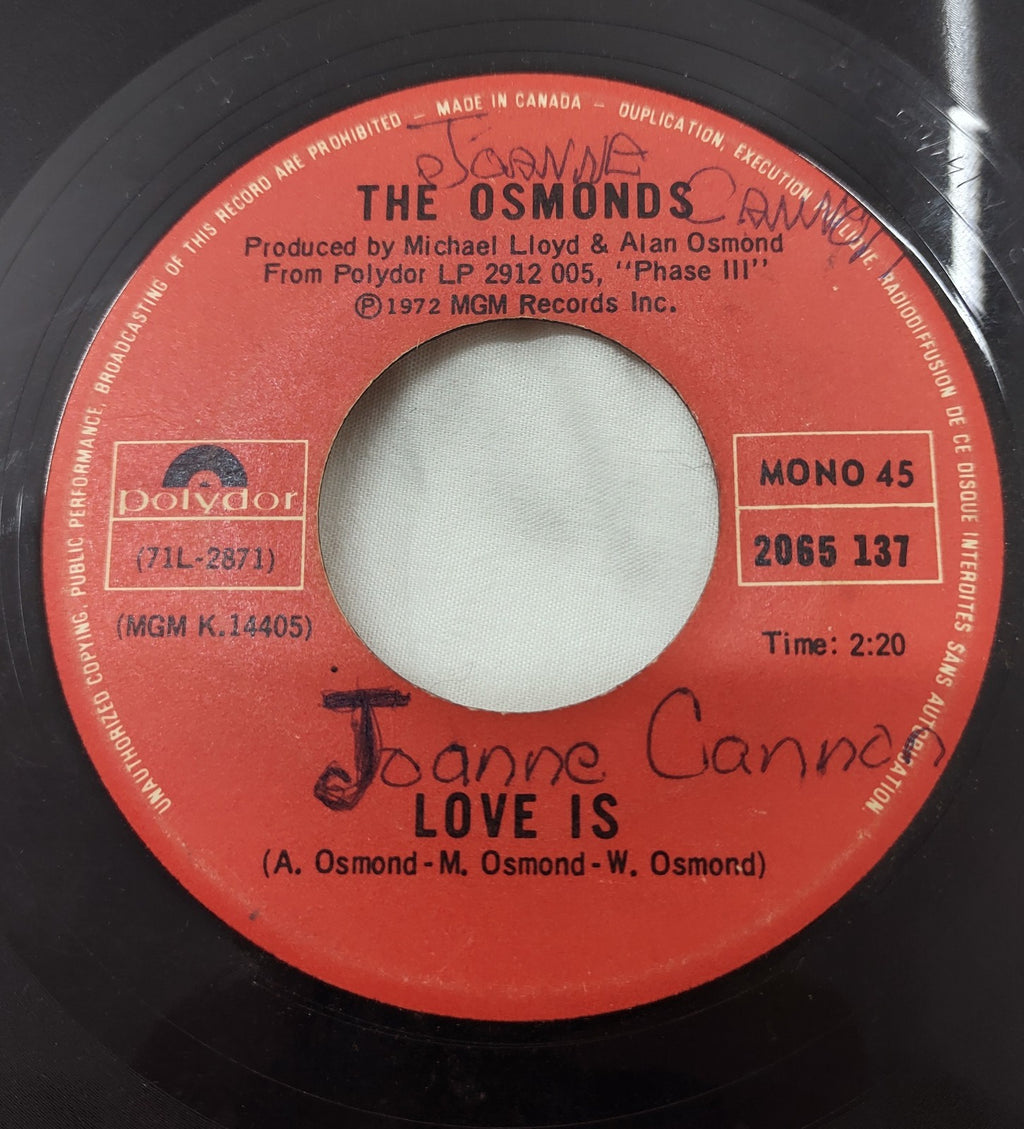 UNAUTHORIZED COPYING, PUBLIC PERFORMANCE, BROADCASTING OF THIS RECORD ARE PROHIBITED – MADE IN CANADA – DUPLICATION, EXECUTION PUBLIQUE, RADIODIFFUSION DE CE DISQUE INTERDITES SANS AUTORISATION.
Joanne
Cannon
THE OSMONDS
Produced by Michael Lloyd & Alan Osmond
From Polydor LP 2912 005, "Phase III"
Ⓟ1972 MGM Records Inc.
polydor
(71L-2871)
(MGM K.14405)
MONO 45
2065 137
Time: 2:20
Joanne Cannon
LOVE IS
(A. Osmond - M. Osmond - W. Osmond)